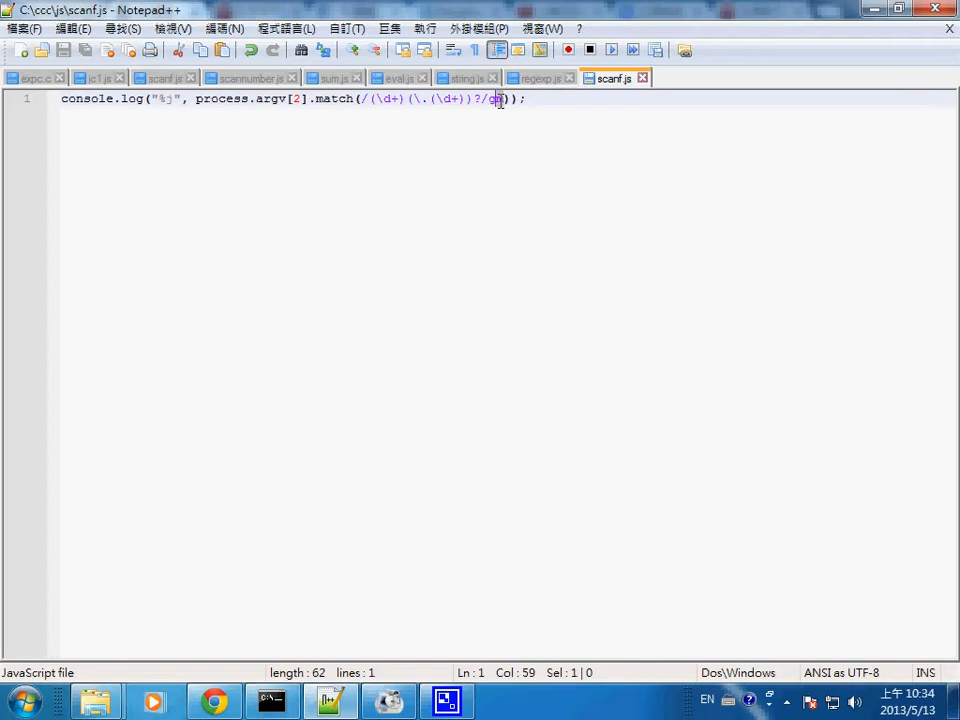 C:\ccc\js\scanf.js - Notepad++
檔案(F) 編輯(E) 尋找(S) 檢視(V) 編碼(N) 程式語言(L) 自訂(T) 巨集 執行 外掛模組(P) 視窗(W) ? X
expc.c jc1.js scanf.js scannumber.js sum.js eval.js string.js regexp.js scanf.js
1 console.log("%j", process.argv[2].match(/(\d+)(\.(\d+))?/gm));
JavaScript file length : 62 lines : 1 Ln : 1 Col : 59 Sel : 1 | 0 Dos\Windows ANSI as UTF-8 INS
EN 上午 10:34
2013/5/13